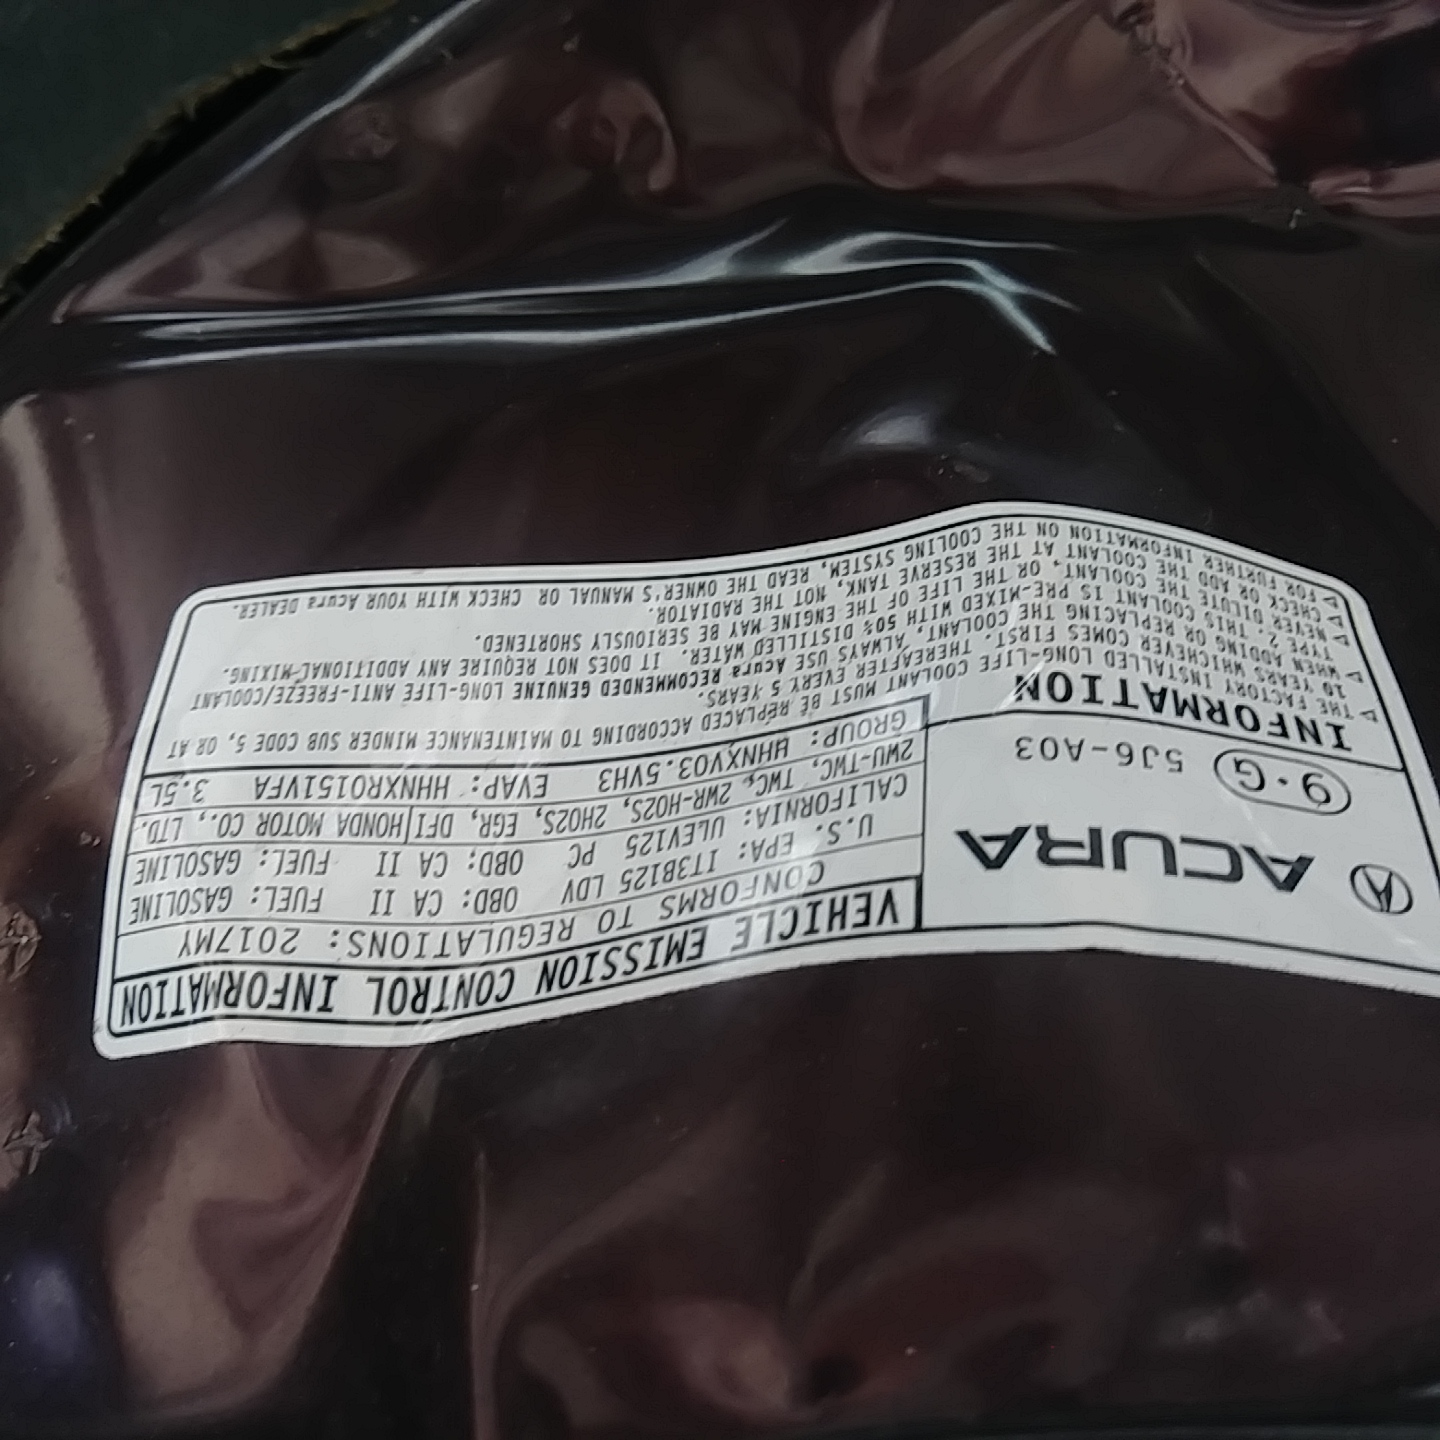 ACURA
9·G 5J6-A03
VEHICLE EMISSION CONTROL INFORMATION
CONFORMS TO REGULATIONS: 2017MY
U.S. EPA: IT3B125 LDV OBD: CA II FUEL: GASOLINE
CALIFORNIA: ULEV125 PC OBD: CA II FUEL: GASOLINE
2WU-TWC, TWC, 2WR-HO2S, 2HO2S, EGR, DFI HONDA MOTOR CO., LTD.
GROUP: HHNXV03.5VH3 EVAP: HHNXR0151VFA 3.5L
INFORMATION
THE FACTORY INSTALLED LONG-LIFE COOLANT MUST BE REPLACED ACCORDING TO MAINTENANCE MINDER SUB CODE 5, OR AT
10 YEARS WHICHEVER COMES FIRST. THEREAFTER EVERY 5 YEARS.
WHEN ADDING OR REPLACING THE COOLANT, ALWAYS USE Acura RECOMMENDED GENUINE LONG-LIFE ANTI-FREEZE/COOLANT
TYPE 2. THIS COOLANT IS PRE-MIXED WITH 50% DISTILLED WATER. IT DOES NOT REQUIRE ANY ADDITIONAL MIXING.
NEVER DILUTE THE COOLANT, OR THE LIFE OF THE ENGINE MAY BE SERIOUSLY SHORTENED.
CHECK OR ADD THE COOLANT AT THE RESERVE TANK, NOT THE RADIATOR.
FOR FURTHER INFORMATION ON THE COOLING SYSTEM, READ THE OWNER'S MANUAL OR CHECK WITH YOUR Acura DEALER.